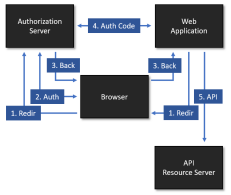 Authorization
Server
4. Auth Code
Web
Application
3. Back
3. Back
2. Auth
Browser
5. API
1. Redir
1. Redir
API
Resource Server